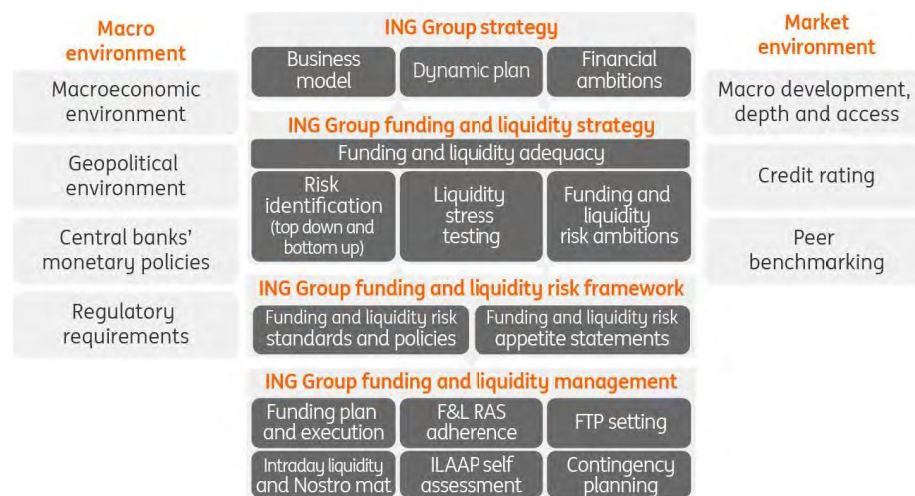 Macro
environment
Macroeconomic
environment
Geopolitical
environment
Central banks'
monetary policies
Regulatory
requirements
ING Group strategy
Business
model
Dynamic plan
Financial
ambitions
ING Group funding and liquidity strategy
Funding and liquidity adequacy
Risk
identification
(top down and
bottom up)
Liquidity
stress
testing
Funding and
liquidity
risk ambitions
ING Group funding and liquidity risk framework
Funding and liquidity risk
standards and policies
Funding and liquidity risk
appetite statements
ING Group funding and liquidity management
Funding plan
and execution
F&L RAS
adherence
FTP setting
Intraday liquidity
and Nostro mat
ILAAP self
assessment
Contingency
planning
Market
environment
Macro development,
depth and access
Credit rating
Peer
benchmarking